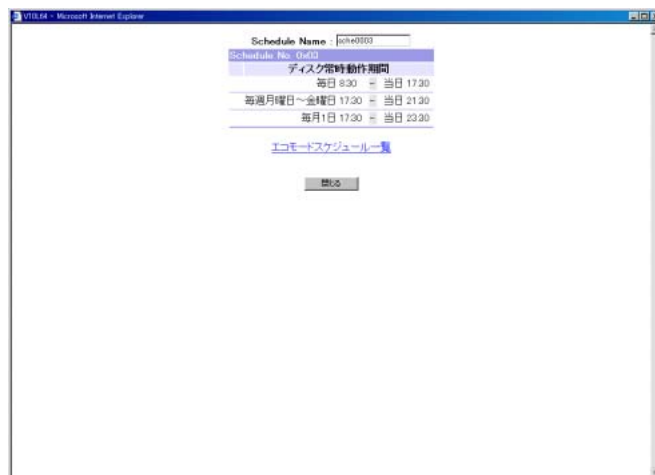 V10L64 - Microsoft Internet Explorer
Schedule Name : sche0003
Schedule No. 0x03
ディスク常時動作期間
毎日 8:30 ~ 当日 17:30
毎週月曜日～金曜日 17:30 ~ 当日 21:30
毎月1日 17:30 ~ 当日 23:30
エコモードスケジュール一覧
閉じる